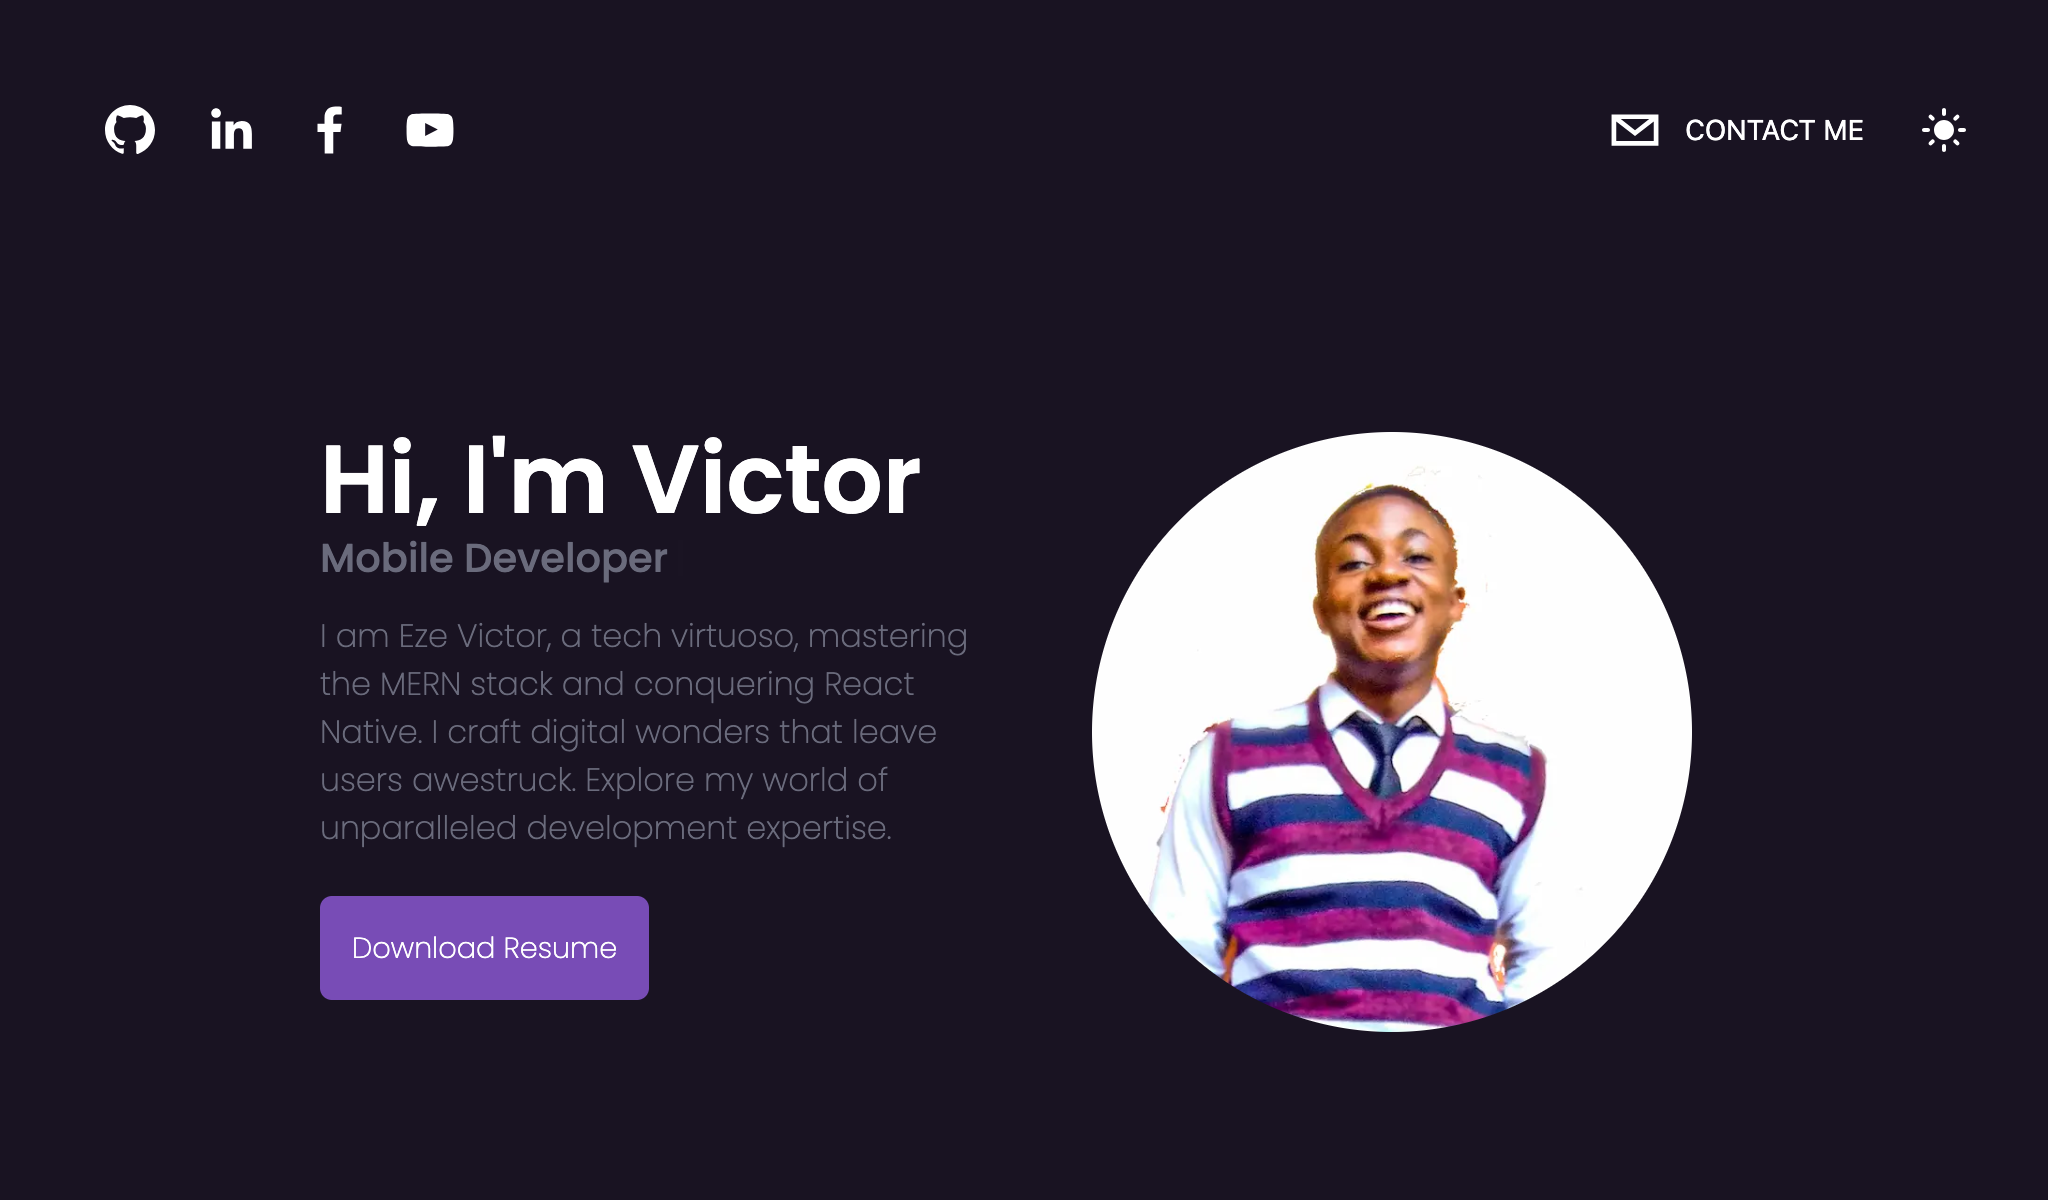 in
CONTACT ME
Hi, I'm Victor
Mobile Developer
I am Eze Victor, a tech virtuoso, mastering
the MERN stack and conquering React
Native. I craft digital wonders that leave
users awestruck. Explore my world of
unparalleled development expertise.
Download Resume